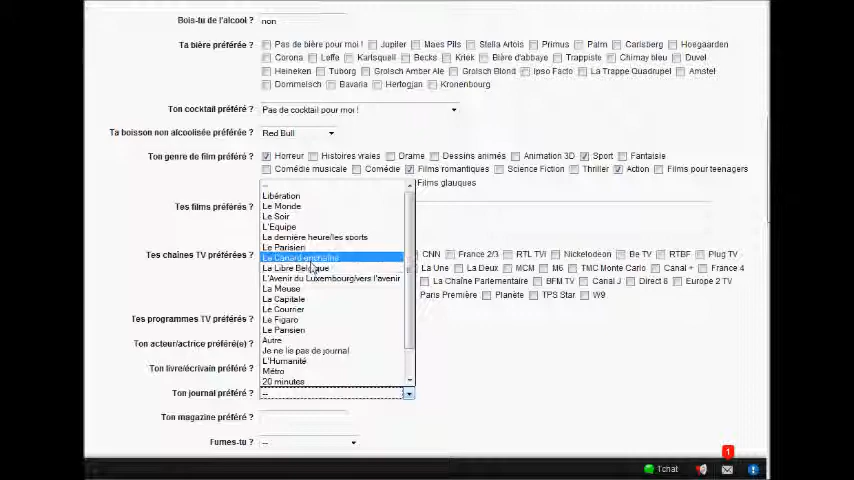 Bois-tu de l'alcool ? non
Ta bière préférée ? Pas de bière pour moi ! Jupiler Maes Pils Stella Artois Primus Palm Carlsberg Hoegaarden
Corona Leffe Karlsquell Becks Kriek Bière d'abbaye Trappiste Chimay bleu Duvel
Heineken Tuborg Grolsch Amber Ale Grolsch Blond Ipso Facto La Trappe Quadrupel Amstel
Dommelsch Bavaria Hertogjan Kronenbourg
Ton cocktail préféré ? Pas de cocktail pour moi !
Ta boisson non alcoolisée préférée ? Red Bull
Ton genre de film préféré ? Horreur Histoires vraies Drame Dessins animés Animation 3D Sport Fantaisie
Comédie musicale Comédie Films romantiques Science Fiction Thriller Action Films pour teenagers
Films glauques
--
Libération
Tes films préférés ? Le Monde
Le Soir
L'Equipe
La dernière heure/les sports
Le Parisien
Tes chaînes TV préférées ? Le Canard enchaîné CNN France 2/3 RTL TVi Nickelodeon Be TV RTBF Plug TV
La Libre Belgique La Une La Deux MCM M6 TMC Monte Carlo Canal + France 4
L'Avenir du Luxembourg/vers l'avenir La Chaîne Parlementaire BFM TV Canal J Direct 6 Europe 2 TV
La Meuse Paris Première Planète TPS Star W9
La Capitale
Le Courrier
Tes programmes TV préférés ? Le Figaro
Le Parisien
Ton acteur/actrice préféré(e) ? Autre
Je ne lis pas de journal
L'Humanité
Ton livre/écrivain préféré ? Métro
20 minutes
Ton journal préféré ? --
Ton magazine préféré ?
Fumes-tu ? --
1
Tchat